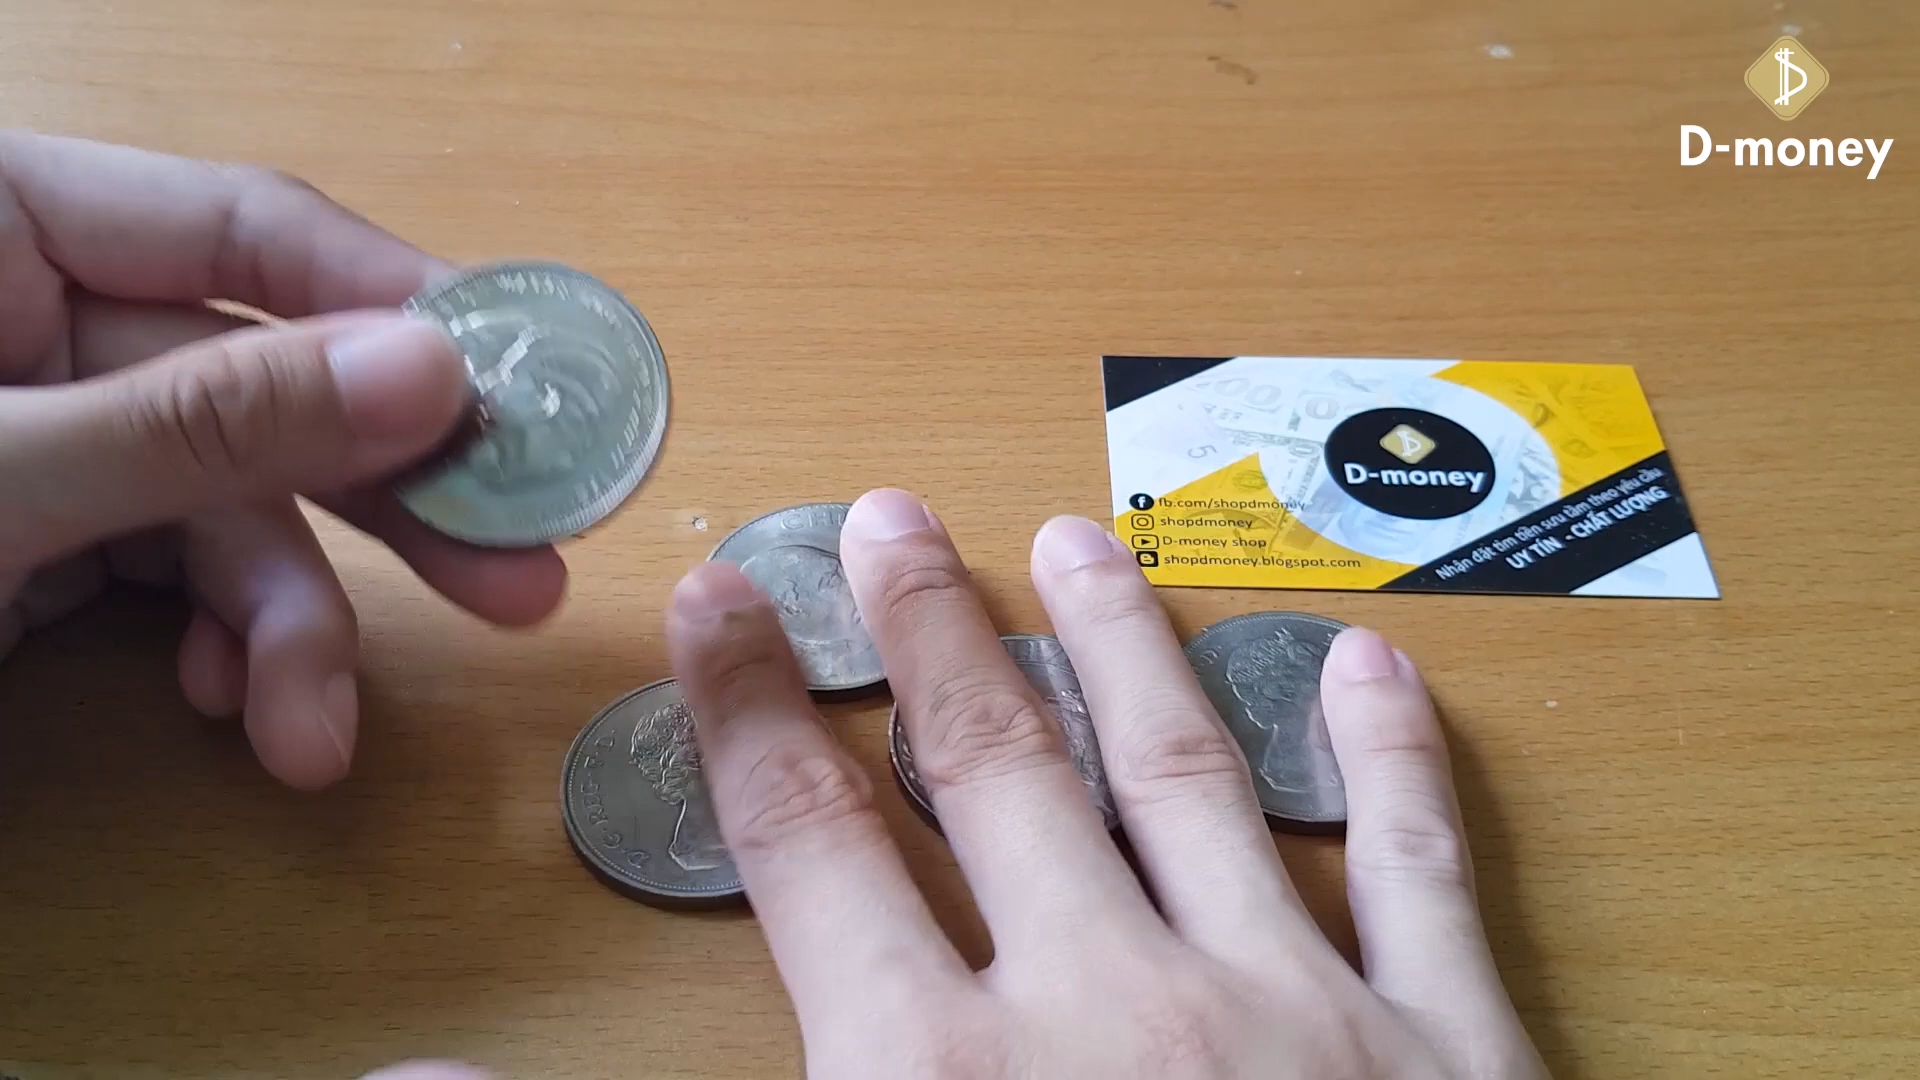 D-money
D-money
fb.com/shopdmoney
shopdmoney
D-money shop
shopdmoney.blogspot.com
Nhận đặt tìm tiền sưu tầm theo yêu cầu
UY TÍN - CHẤT LƯỢNG
D·G·REG·F·D
CHU